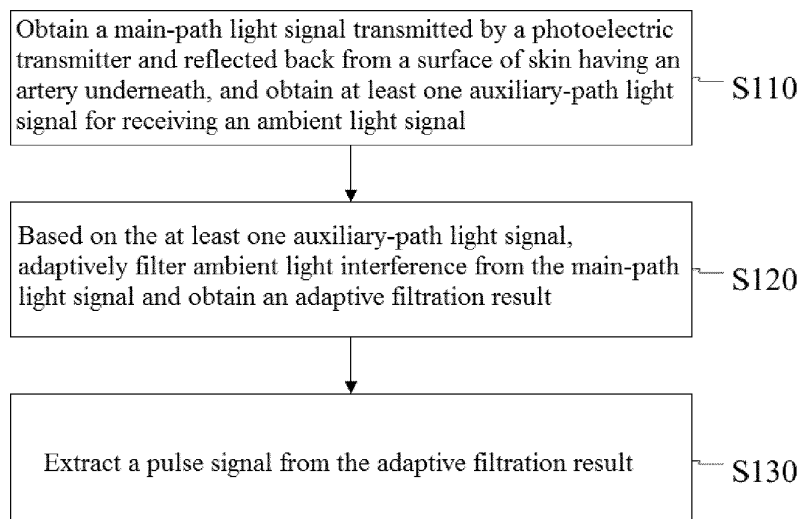 Obtain a main-path light signal transmitted by a photoelectric
transmitter and reflected back from a surface of skin having an
artery underneath, and obtain at least one auxiliary-path light
signal for receiving an ambient light signal
S110
Based on the at least one auxiliary-path light signal,
adaptively filter ambient light interference from the main-path
light signal and obtain an adaptive filtration result
S120
Extract a pulse signal from the adaptive filtration result
S130